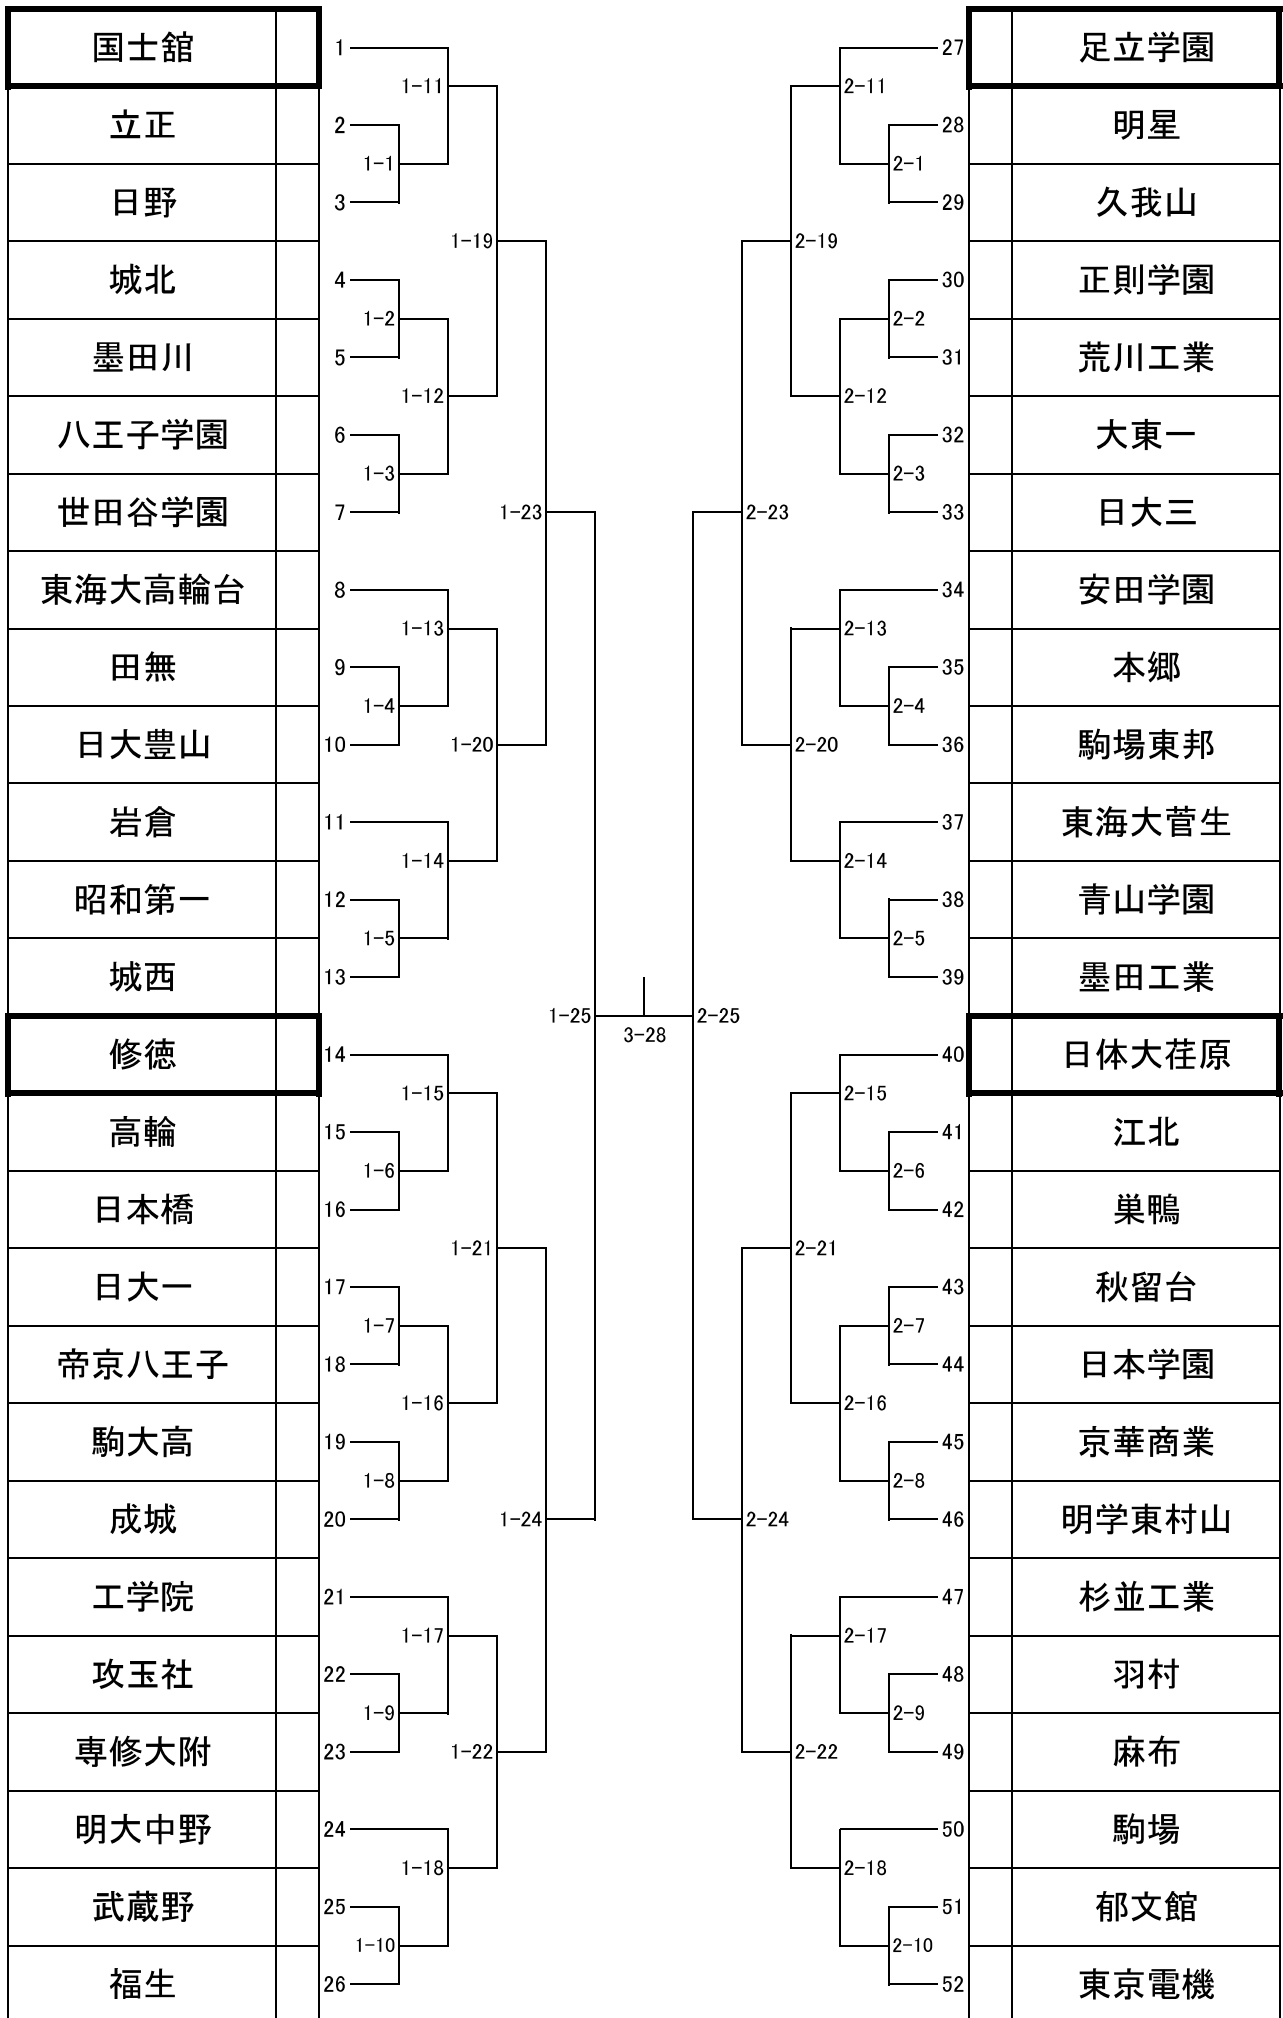 国士舘 1
1-11
立正 2
1-1
日野 3
1-19
城北 4
1-2
墨田川 5
1-12
八王子学園 6
1-3
世田谷学園 7
1-23
東海大高輪台 8
1-13
田無 9
1-4
日大豊山 10
1-20
岩倉 11
1-14
昭和第一 12
1-5
城西 13
1-25
修徳 14
1-15
高輪 15
1-6
日本橋 16
1-21
日大一 17
1-7
帝京八王子 18
1-16
駒大高 19
1-8
成城 20
1-24
工学院 21
1-17
攻玉社 22
1-9
専修大附 23
1-22
明大中野 24
1-18
武蔵野 25
1-10
福生 26
3-28
27 足立学園
2-11
28 明星
2-1
29 久我山
2-19
30 正則学園
2-2
31 荒川工業
2-12
32 大東一
2-3
33 日大三
2-23
34 安田学園
2-13
35 本郷
2-4
36 駒場東邦
2-20
37 東海大菅生
2-14
38 青山学園
2-5
39 墨田工業
2-25
40 日体大荏原
2-15
41 江北
2-6
42 巣鴨
2-21
43 秋留台
2-7
44 日本学園
2-16
45 京華商業
2-8
46 明学東村山
2-24
47 杉並工業
2-17
48 羽村
2-9
49 麻布
2-22
50 駒場
2-18
51 郁文館
2-10
52 東京電機